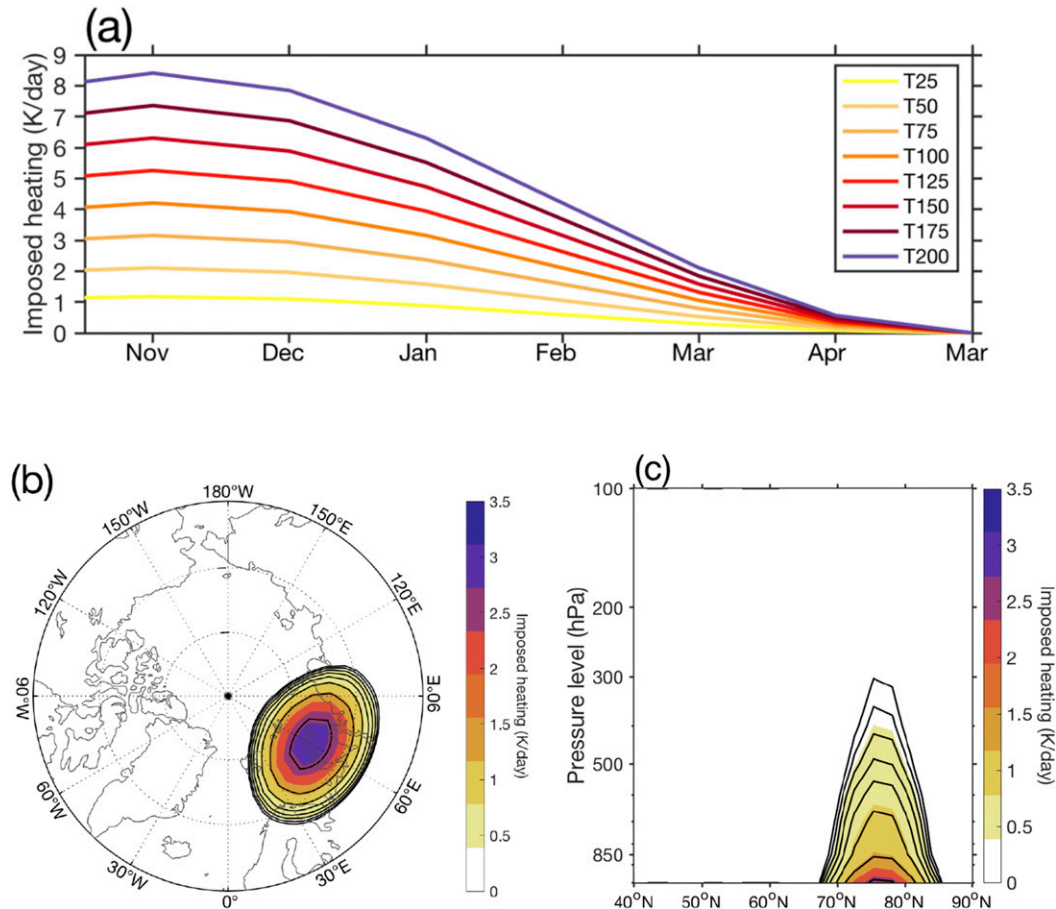 (a)
Imposed heating (K/day)
9
8
7
6
5
4
3
2
1
0
Nov Dec Jan Feb Mar Apr Mar
T25
T50
T75
T100
T125
T150
T175
T200
(b)
180°W
150°W
150°E
120°W
120°E
90°W
90°E
60°W
60°E
30°W
30°E
0°
3.5
3
2.5
2
1.5
1
0.5
0
Imposed heating (K/day)
(c)
Pressure level (hPa)
100
200
300
500
850
40°N 50°N 60°N 70°N 80°N 90°N
3.5
3
2.5
2
1.5
1
0.5
0
Imposed heating (K/day)